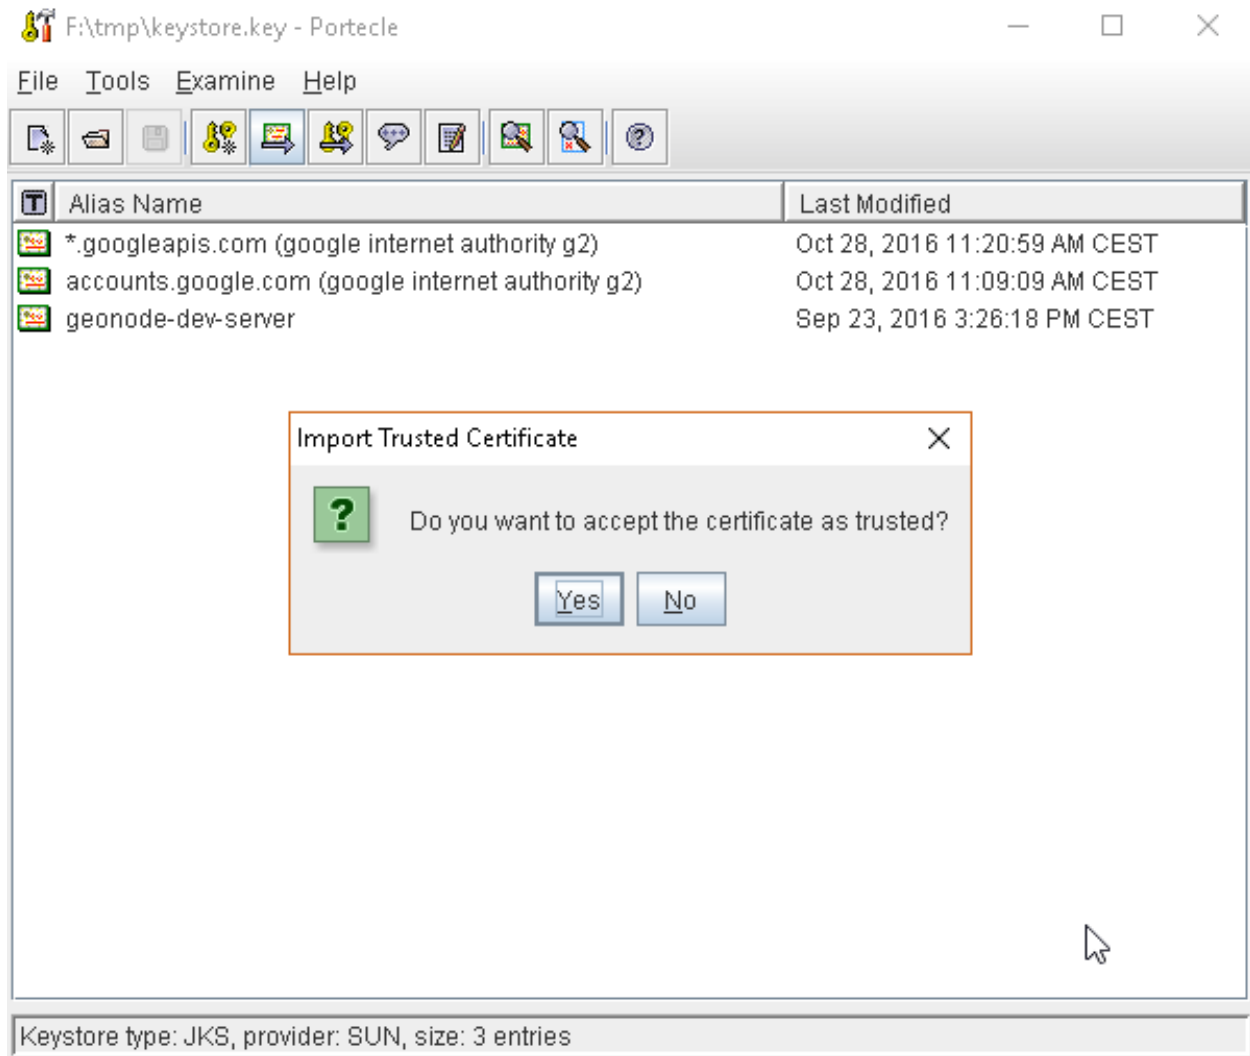 F:\tmp\keystore.key - Portecle
File Tools Examine Help
T Alias Name Last Modified
*.googleapis.com (google internet authority g2) Oct 28, 2016 11:20:59 AM CEST
accounts.google.com (google internet authority g2) Oct 28, 2016 11:09:09 AM CEST
geonode-dev-server Sep 23, 2016 3:26:18 PM CEST
Import Trusted Certificate
? Do you want to accept the certificate as trusted?
Yes No
Keystore type: JKS, provider: SUN, size: 3 entries